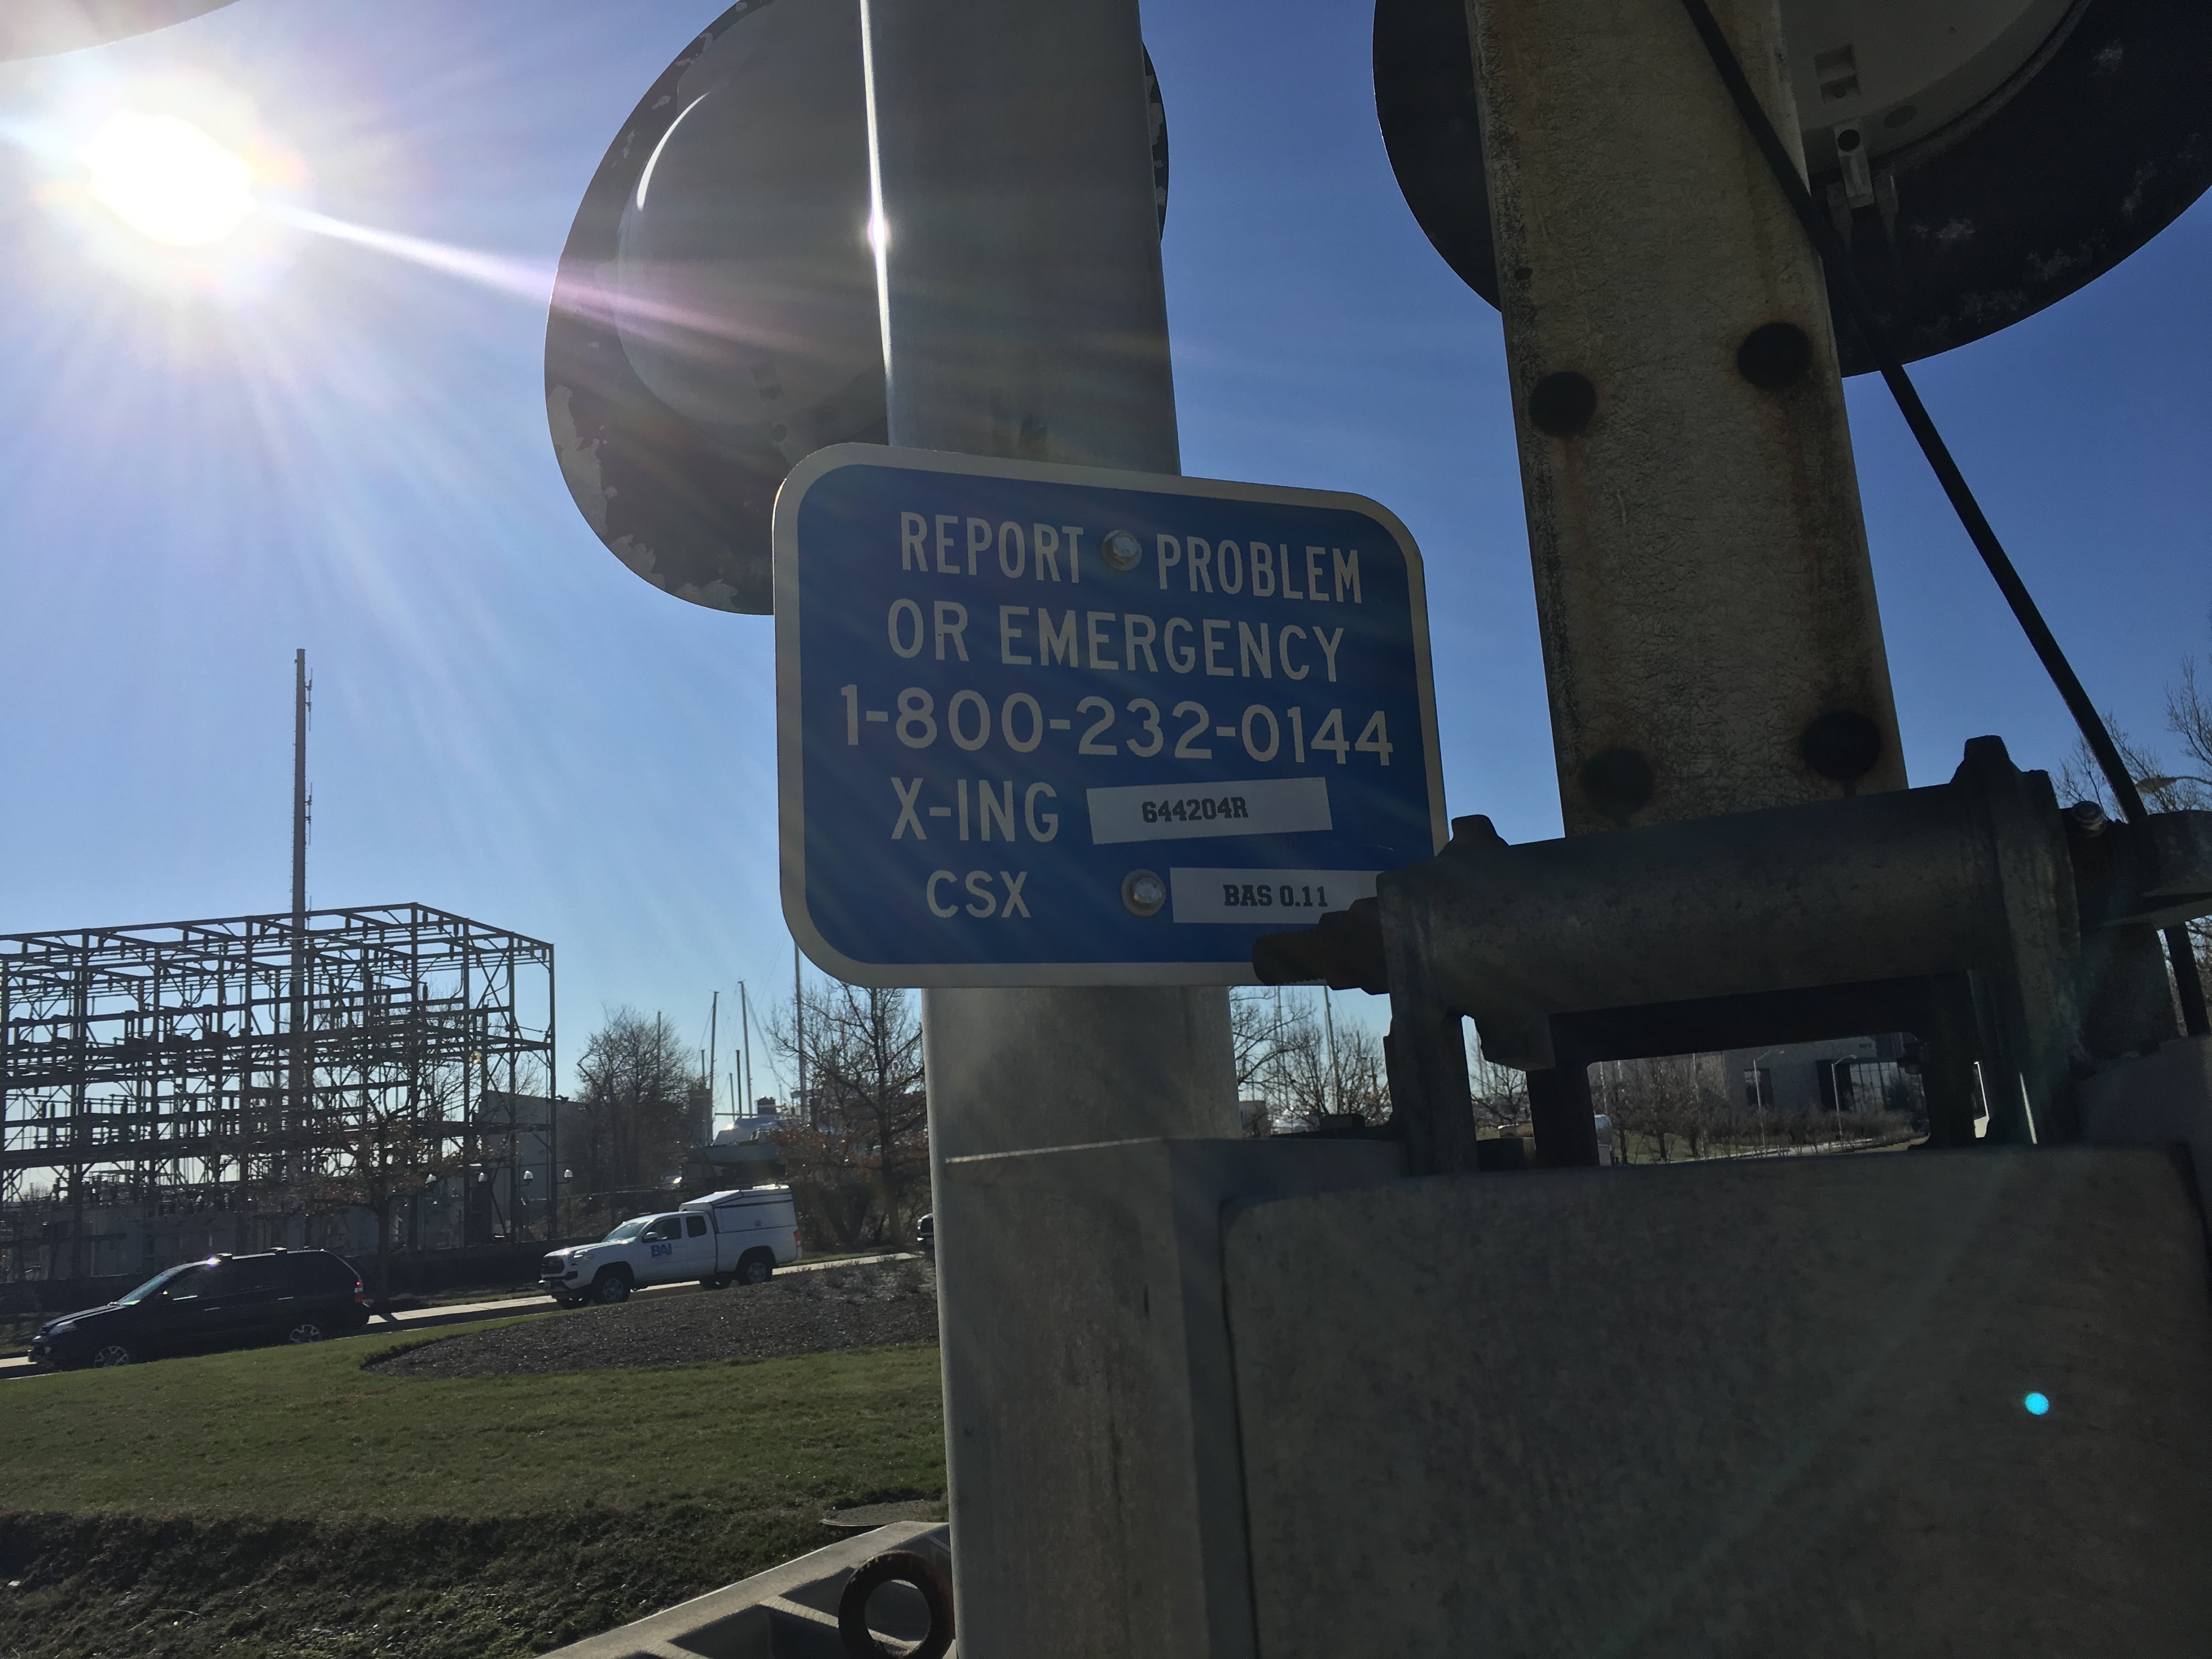 REPORT PROBLEM
OR EMERGENCY
1-800-232-0144
X-ING 644204R
CSX BAS 0.11
BAI